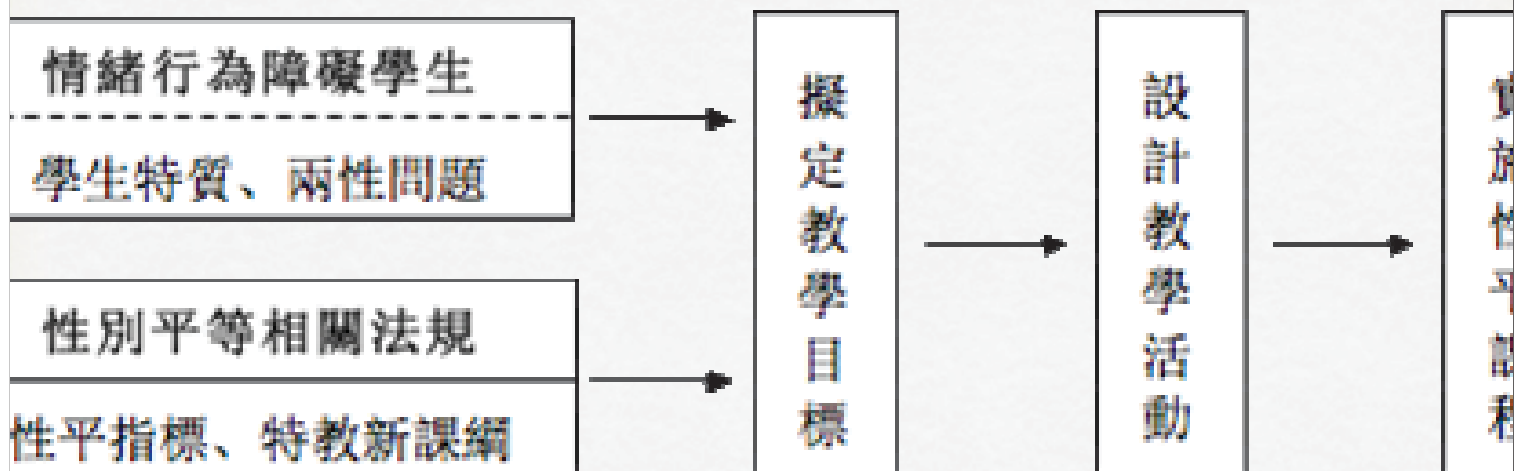 情緒行為障礙學生
學生特質、兩性問題
性別平等相關法規
性平指標、特教新課綱
擬定教學目標
設計教學活動